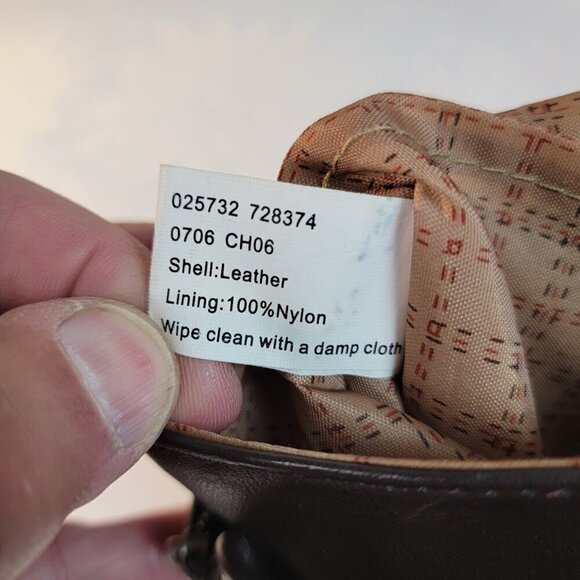 025732 728374
0706 CH06
Shell:Leather
Lining:100%Nylon
Wipe clean with a damp cloth